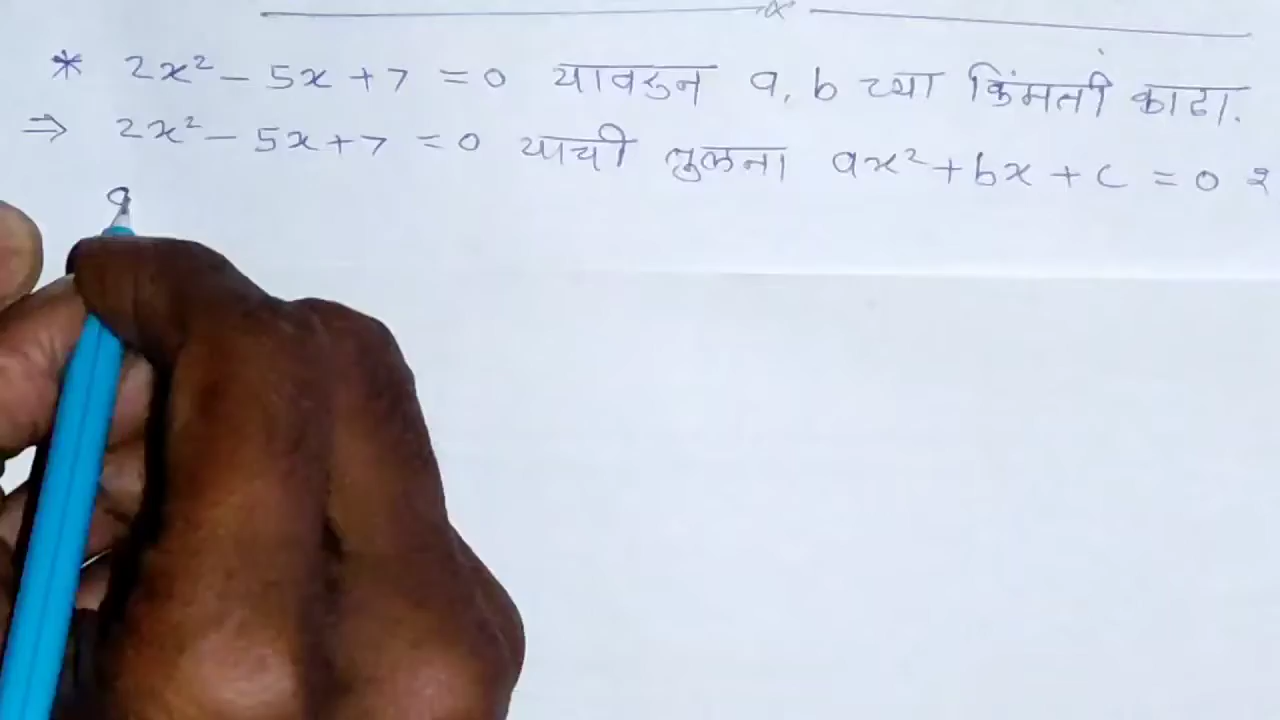 * 2x² - 5x + 7 = 0 यावरून a, b च्या किंमती काढा.
⇒ 2x² - 5x + 7 = 0 याची तुलना ax² + bx + c = 0